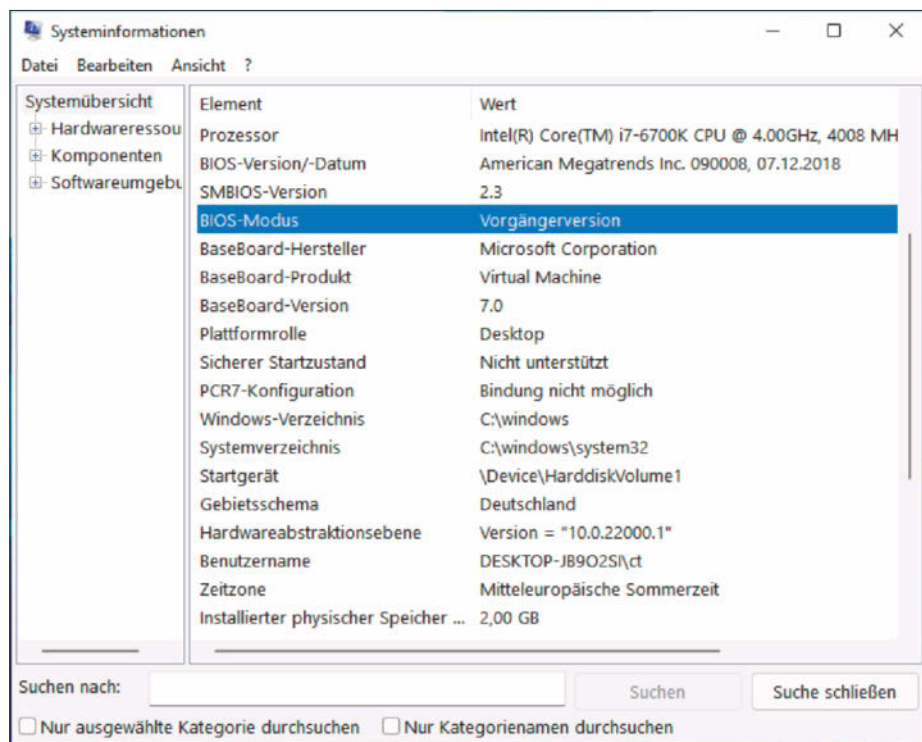 Systeminformationen
Datei Bearbeiten Ansicht ?
Systemübersicht
Hardwareressou
Komponenten
Softwareumgebu
Element Wert
Prozessor Intel(R) Core(TM) i7-6700K CPU @ 4.00GHz, 4008 MH
BIOS-Version/-Datum American Megatrends Inc. 090008, 07.12.2018
SMBIOS-Version 2.3
BIOS-Modus Vorgängerversion
BaseBoard-Hersteller Microsoft Corporation
BaseBoard-Produkt Virtual Machine
BaseBoard-Version 7.0
Plattformrolle Desktop
Sicherer Startzustand Nicht unterstützt
PCR7-Konfiguration Bindung nicht möglich
Windows-Verzeichnis C:\windows
Systemverzeichnis C:\windows\system32
Startgerät \Device\HarddiskVolume1
Gebietsschema Deutschland
Hardwareabstraktionsebene Version = "10.0.22000.1"
Benutzername DESKTOP-JB9O2SI\ct
Zeitzone Mitteleuropäische Sommerzeit
Installierter physischer Speicher ... 2,00 GB
Suchen nach: Suchen Suche schließen
Nur ausgewählte Kategorie durchsuchen Nur Kategorienamen durchsuchen